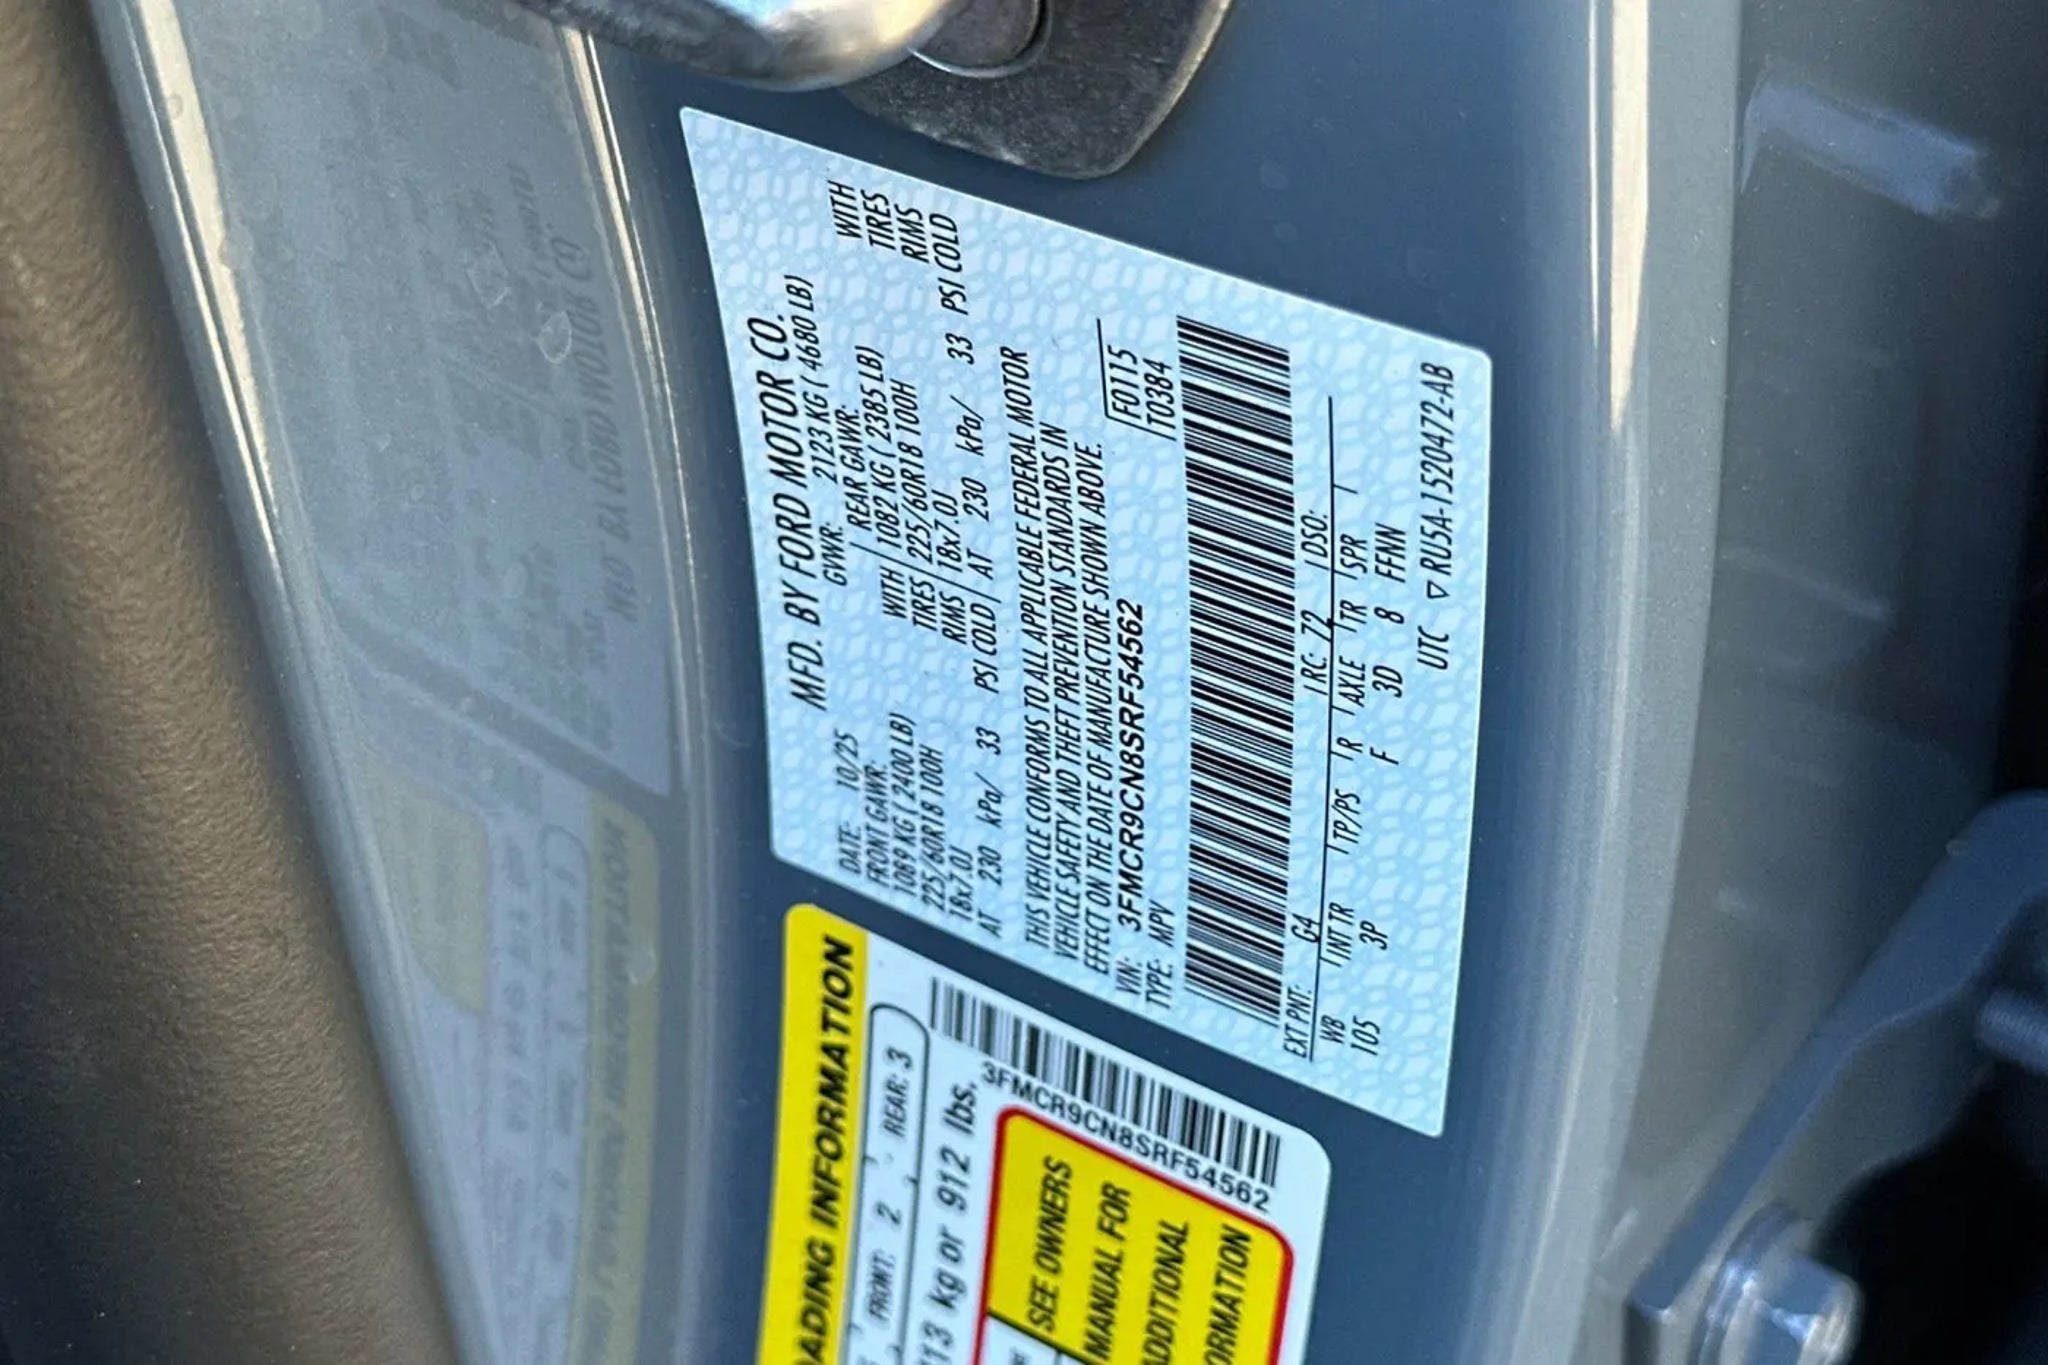 MFD. BY FORD MOTOR CO.
DATE: 10/25 GVWR: 2123 KG ( 4680 LB)
FRONT GAWR: REAR GAWR:
1089 KG ( 2400 LB) WITH 1082 KG ( 2385 LB) WITH
225/60R18 100H TIRES 225/60R18 100H TIRES
18x7.0J RIMS 18x7.0J RIMS
AT 230 kPa/ 33 PSI COLD AT 230 kPa/ 33 PSI COLD
THIS VEHICLE CONFORMS TO ALL APPLICABLE FEDERAL MOTOR
VEHICLE SAFETY AND THEFT PREVENTION STANDARDS IN
EFFECT ON THE DATE OF MANUFACTURE SHOWN ABOVE.
VIN: 3FMCR9CN8SRF54562 F0115
TYPE: MPV T0384
EXT PNT: G4 RC: 72 DSO:
WB INT TR TP/PS R AXLE TR SPR
105 3P F 3D 8 FFNN
UTC ▽ RU5A-1520472-AB
ADING INFORMATION
FRONT: 2 REAR: 3
13 kg or 912 lbs.
3FMCR9CN8SRF54562
SEE OWNERS
MANUAL FOR
ADDITIONAL
ORMATION